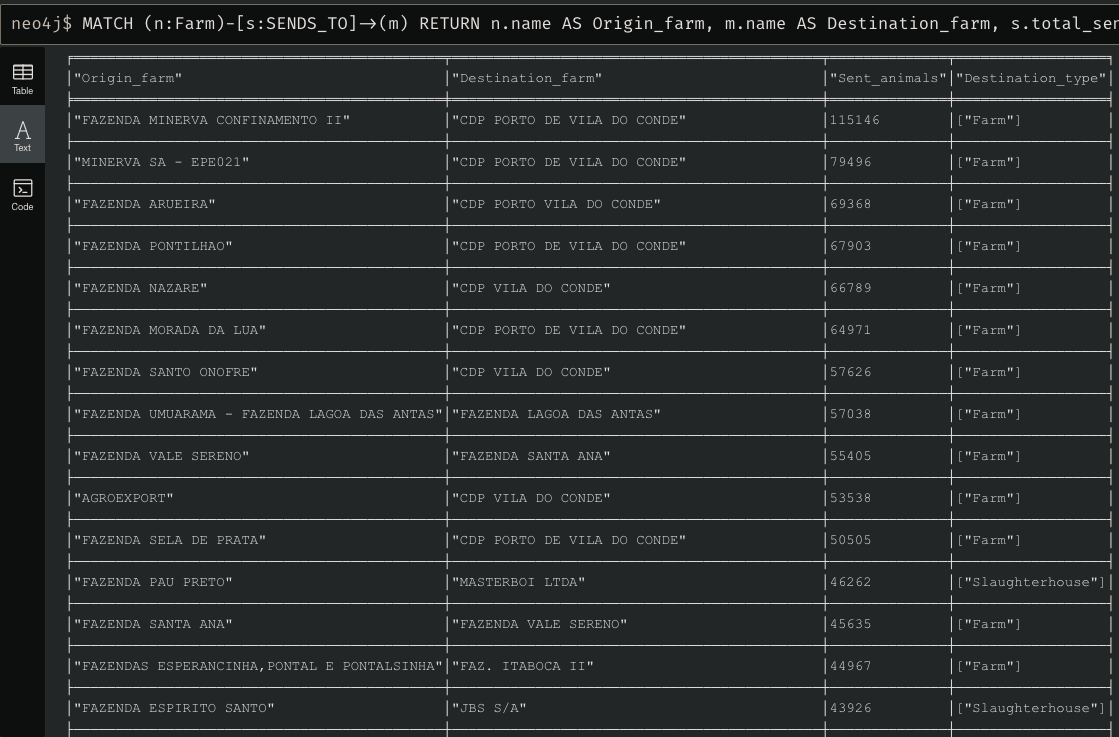 neo4j$ MATCH (n:Farm)-[s:SENDS_TO]→(m) RETURN n.name AS Origin_farm, m.name AS Destination_farm, s.total_ser
Table
Text
Code
"Origin_farm" "Destination_farm" "Sent_animals" "Destination_type"
"FAZENDA MINERVA CONFINAMENTO II" "CDP PORTO DE VILA DO CONDE" 115146 ["Farm"]
"MINERVA SA - EPE021" "CDP PORTO DE VILA DO CONDE" 79496 ["Farm"]
"FAZENDA ARUEIRA" "CDP PORTO VILA DO CONDE" 69368 ["Farm"]
"FAZENDA PONTILHAO" "CDP PORTO DE VILA DO CONDE" 67903 ["Farm"]
"FAZENDA NAZARE" "CDP VILA DO CONDE" 66789 ["Farm"]
"FAZENDA MORADA DA LUA" "CDP PORTO DE VILA DO CONDE" 64971 ["Farm"]
"FAZENDA SANTO ONOFRE" "CDP VILA DO CONDE" 57626 ["Farm"]
"FAZENDA UMUARAMA - FAZENDA LAGOA DAS ANTAS" "FAZENDA LAGOA DAS ANTAS" 57038 ["Farm"]
"FAZENDA VALE SERENO" "FAZENDA SANTA ANA" 55405 ["Farm"]
"AGROEXPORT" "CDP VILA DO CONDE" 53538 ["Farm"]
"FAZENDA SELA DE PRATA" "CDP PORTO DE VILA DO CONDE" 50505 ["Farm"]
"FAZENDA PAU PRETO" "MASTERBOI LTDA" 46262 ["Slaughterhouse"]
"FAZENDA SANTA ANA" "FAZENDA VALE SERENO" 45635 ["Farm"]
"FAZENDAS ESPERANCINHA,PONTAL E PONTALSINHA" "FAZ. ITABOCA II" 44967 ["Farm"]
"FAZENDA ESPIRITO SANTO" "JBS S/A" 43926 ["Slaughterhouse"]